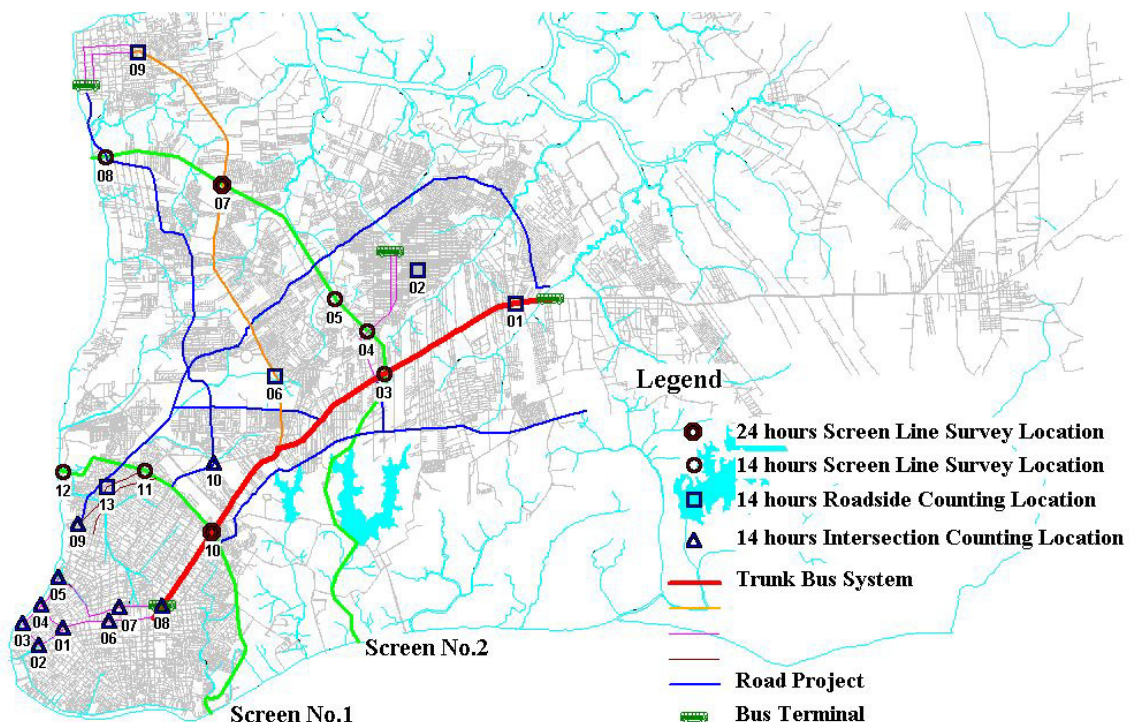 09
08
07
02
05
01
04
03
06
Legend
24 hours Screen Line Survey Location
14 hours Screen Line Survey Location
14 hours Roadside Counting Location
14 hours Intersection Counting Location
Trunk Bus System
Road Project
Bus Terminal
10
12
11
13
09
10
05
04
03
02
01
06
07
08
Screen No.2
Screen No.1